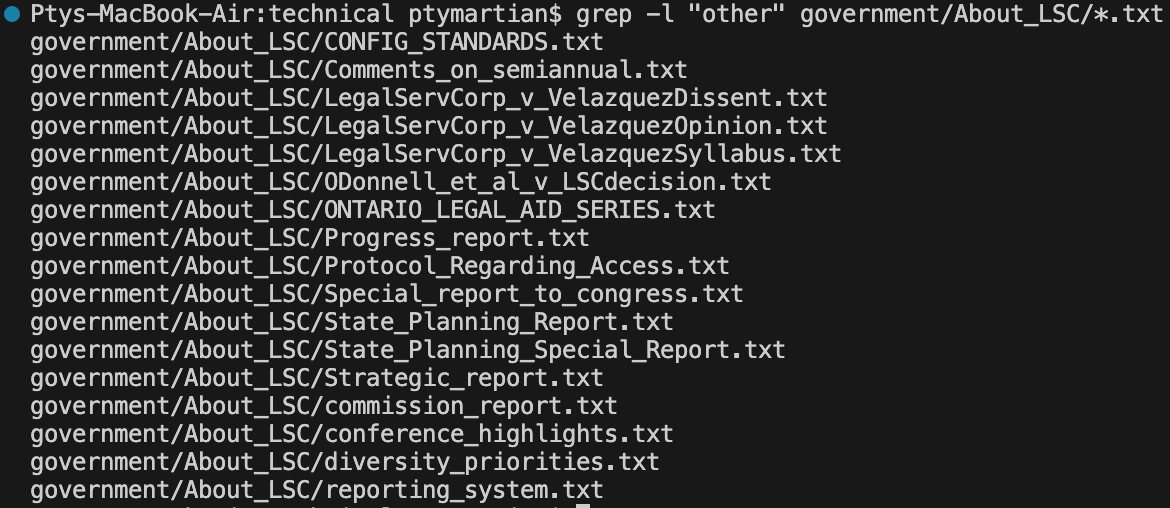 Ptys-MacBook-Air:technical ptymartian$ grep -l "other" government/About_LSC/*.txt
government/About_LSC/CONFIG_STANDARDS.txt
government/About_LSC/Comments_on_semiannual.txt
government/About_LSC/LegalServCorp_v_VelazquezDissent.txt
government/About_LSC/LegalServCorp_v_VelazquezOpinion.txt
government/About_LSC/LegalServCorp_v_VelazquezSyllabus.txt
government/About_LSC/ODonnell_et_al_v_LSCdecision.txt
government/About_LSC/ONTARIO_LEGAL_AID_SERIES.txt
government/About_LSC/Progress_report.txt
government/About_LSC/Protocol_Regarding_Access.txt
government/About_LSC/Special_report_to_congress.txt
government/About_LSC/State_Planning_Report.txt
government/About_LSC/State_Planning_Special_Report.txt
government/About_LSC/Strategic_report.txt
government/About_LSC/commission_report.txt
government/About_LSC/conference_highlights.txt
government/About_LSC/diversity_priorities.txt
government/About_LSC/reporting_system.txt